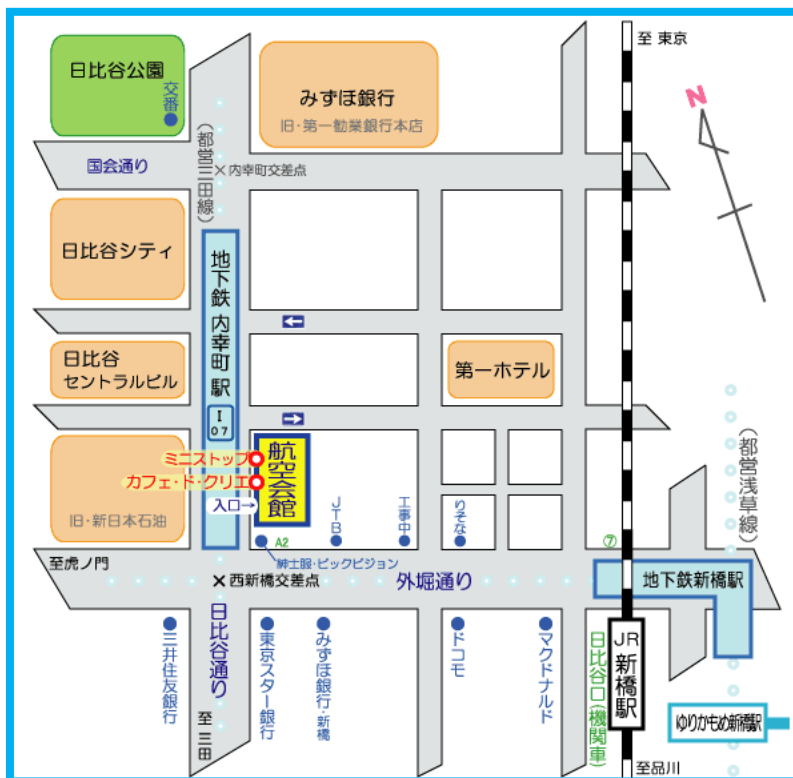 至 東京
日比谷公園
交番
みずほ銀行
旧・第一勧業銀行本店
N
(都営三田線)
国会通り
×内幸町交差点
日比谷シティ
地下鉄 内幸町 駅
I
07
日比谷
セントラルビル
第一ホテル
航空会館
ミニストップ
カフェ・ド・クリエ
入口→
旧・新日本石油
JTB
工事中
りそな
(都営浅草線)
A2
⑦
紳士服・ビックビジョン
至虎ノ門
×西新橋交差点
外堀通り
地下鉄新橋駅
日比谷通り
三井住友銀行
東京スター銀行
みずほ銀行・新橋
ドコモ
マクドナルド
日比谷口(機関車)
JR
新橋駅
ゆりかもめ新橋駅
至 三田
至品川